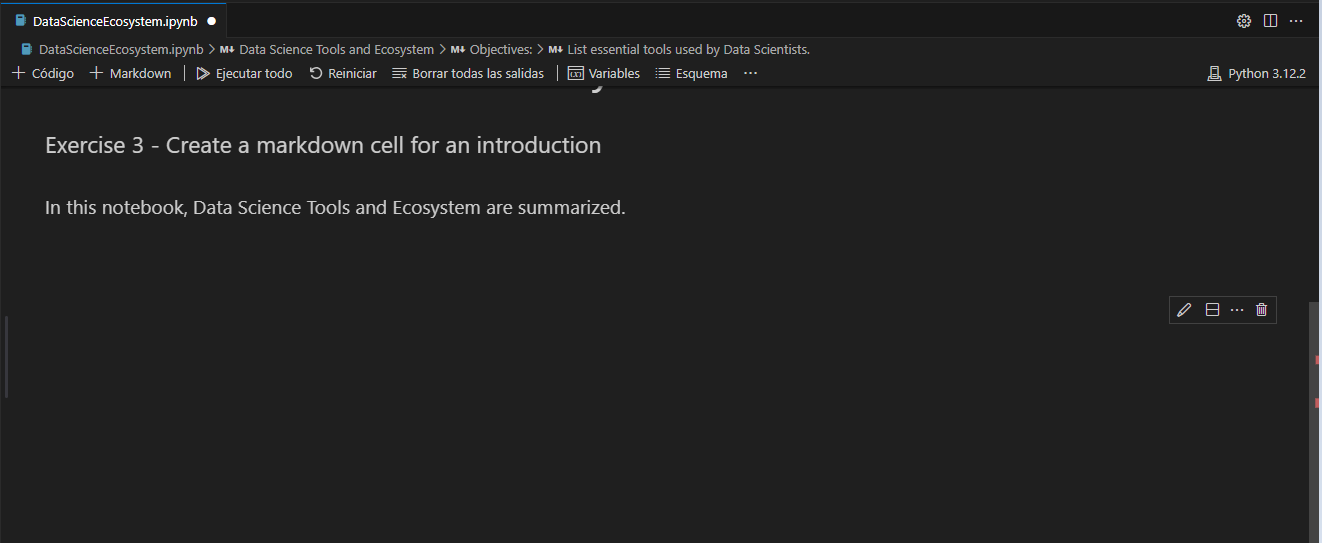 DataScienceEcosystem.ipynb
DataScienceEcosystem.ipynb > M↓ Data Science Tools and Ecosystem > M↓ Objectives: > M↓ List essential tools used by Data Scientists.
+ Código + Markdown | Ejecutar todo Reiniciar Borrar todas las salidas | Variables Esquema ... Python 3.12.2
Exercise 3 - Create a markdown cell for an introduction
In this notebook, Data Science Tools and Ecosystem are summarized.